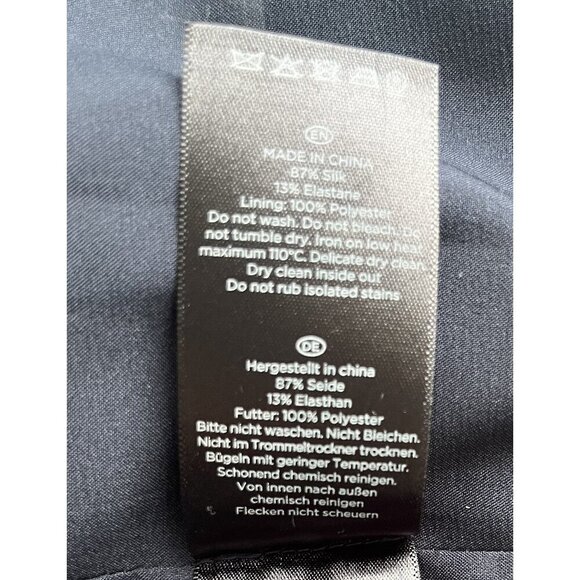 EN
MADE IN CHINA
87% Silk
13% Elastane
Lining: 100% Polyester
Do not wash. Do not bleach. Do
not tumble dry. Iron on low heat
maximum 110°C. Delicate dry clean.
Dry clean inside out
Do not rub isolated stains
DE
Hergestellt in china
87% Seide
13% Elasthan
Futter: 100% Polyester
Bitte nicht waschen. Nicht Bleichen.
Nicht im Trommeltrockner trocknen.
Bügeln mit geringer Temperatur.
Schonend chemisch reinigen.
Von innen nach außen
chemisch reinigen
Flecken nicht scheuern